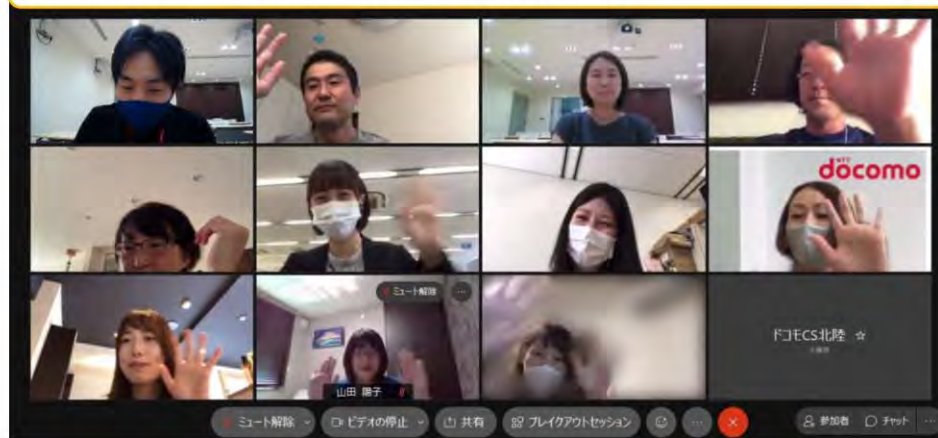 NTT
döcomo
ミュート解除
...
山田 陽子
ドコモCS北陸
ミュート解除
ビデオの停止
共有
ブレイクアウトセッション
...
参加者
チャット
...